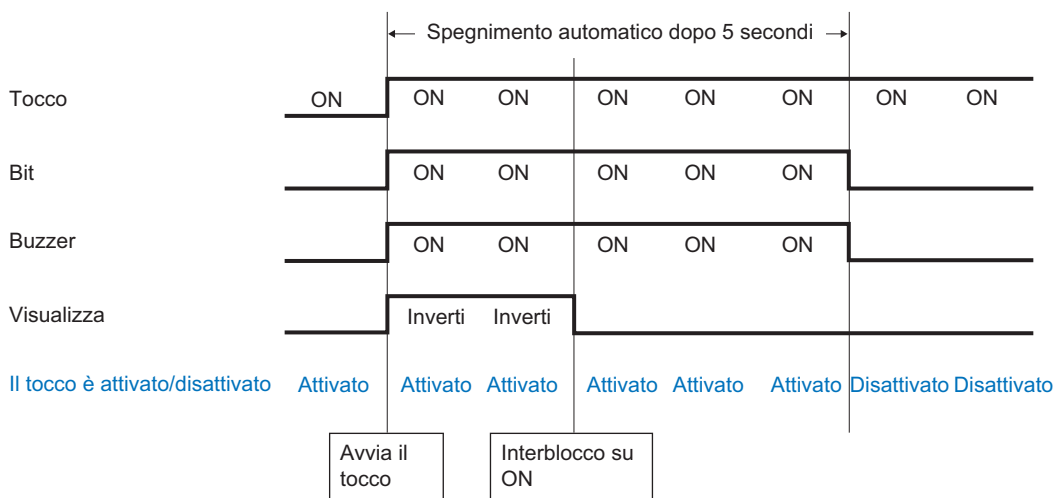 Spegnimento automatico dopo 5 secondi
Tocco ON ON ON ON ON ON ON ON
Bit ON ON ON ON ON
Buzzer ON ON ON ON ON
Visualizza Inverti Inverti
Il tocco è attivato/disattivato Attivato Attivato Attivato Attivato Attivato Attivato Disattivato Disattivato
Avvia il
tocco
Interblocco su
ON